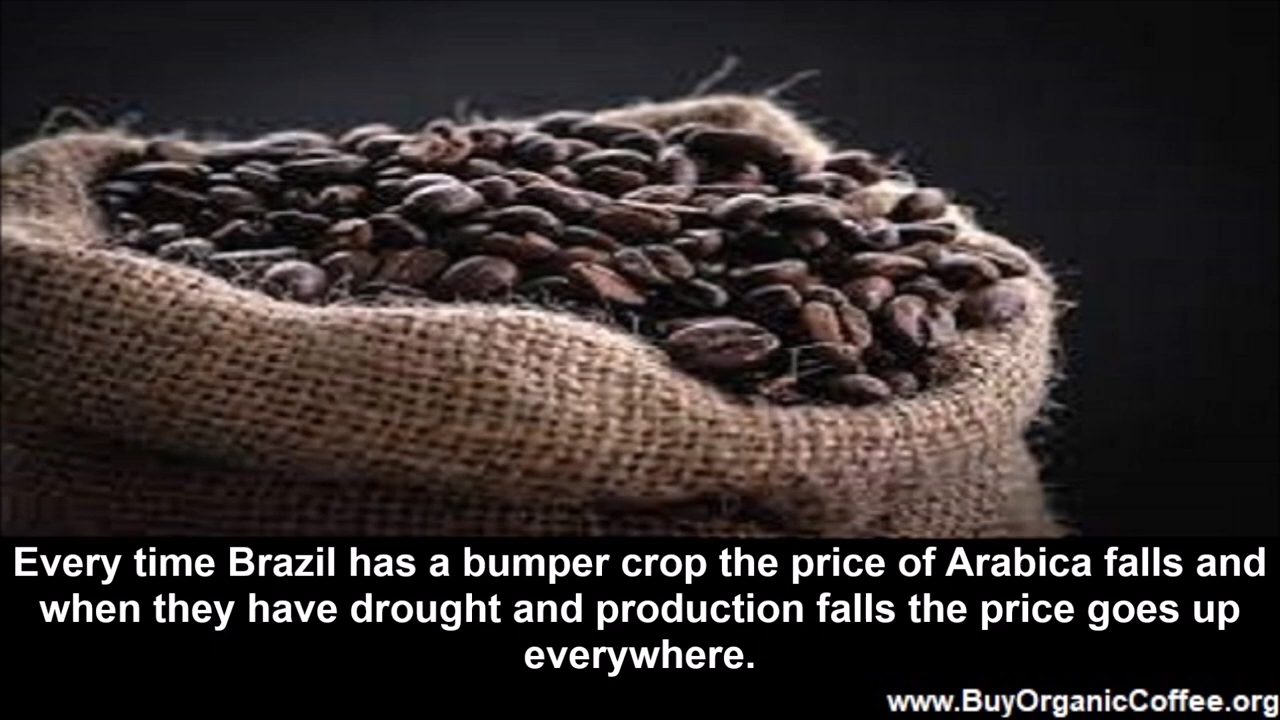 Every time Brazil has a bumper crop the price of Arabica falls and
when they have drought and production falls the price goes up
everywhere.
www.BuyOrganicCoffee.org